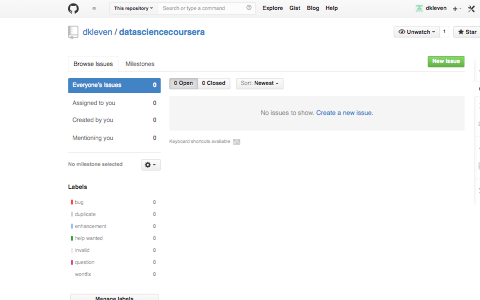 This repository Search or type a command Explore Gist Blog Help dkleven
dkleven / datasciencecoursera Unwatch 1 Star
Browse Issues Milestones New Issue
Everyone's Issues 0
0 Open 0 Closed Sort: Newest
Assigned to you 0
Created by you 0
Mentioning you 0
No issues to show. Create a new issue.
Keyboard shortcuts available
No milestone selected
Labels
bug 0
duplicate 0
enhancement 0
help wanted 0
invalid 0
question 0
wontfix 0
Manage labels